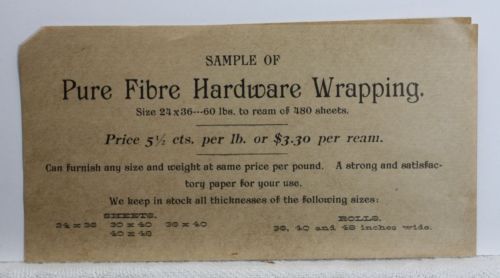 SAMPLE OF
Pure Fibre Hardware Wrapping.
Size 24x36---60 lbs. to ream of 480 sheets.
Price 5½ cts. per lb. or $3.30 per ream.
Can furnish any size and weight at same price per pound. A strong and satisfac-
tory paper for your use.
We keep in stock all thicknesses of the following sizes:
SHEETS.
24 x 36 30 x 40 36 x 40
40 x 48
ROLLS.
36, 40 and 48 inches wide.